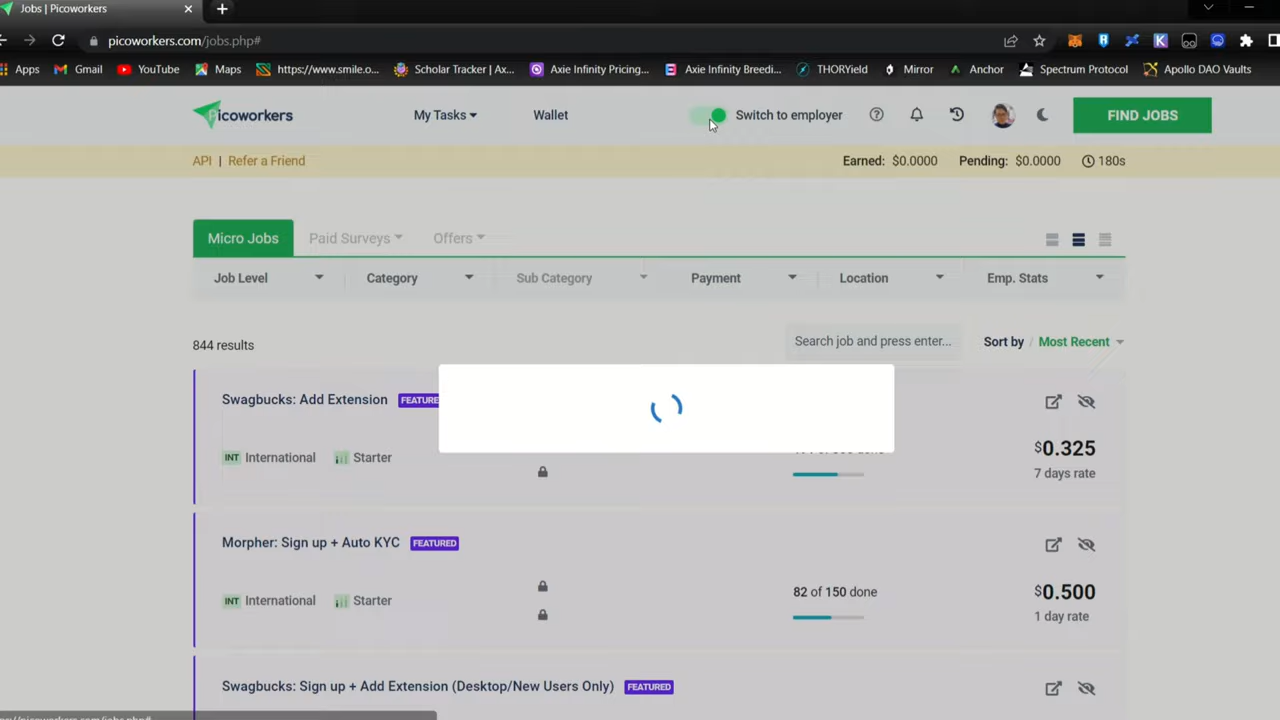 Jobs | Picoworkers
picoworkers.com/jobs.php#
Apps Gmail YouTube Maps https://www.smile.o... Scholar Tracker | Ax... Axie Infinity Pricing... Axie Infinity Breedi... THORYield Mirror Anchor Spectrum Protocol Apollo DAO Vaults
Picoworkers My Tasks Wallet Switch to employer FIND JOBS
API | Refer a Friend Earned: $0.0000 Pending: $0.0000 180s
Micro Jobs Paid Surveys Offers
Job Level Category Sub Category Payment Location Emp. Stats
844 results Search job and press enter... Sort by / Most Recent
Swagbucks: Add Extension FEATURE
INT International Starter $0.325
7 days rate
Morpher: Sign up + Auto KYC FEATURED
INT International Starter 82 of 150 done $0.500
1 day rate
Swagbucks: Sign up + Add Extension (Desktop/New Users Only) FEATURED